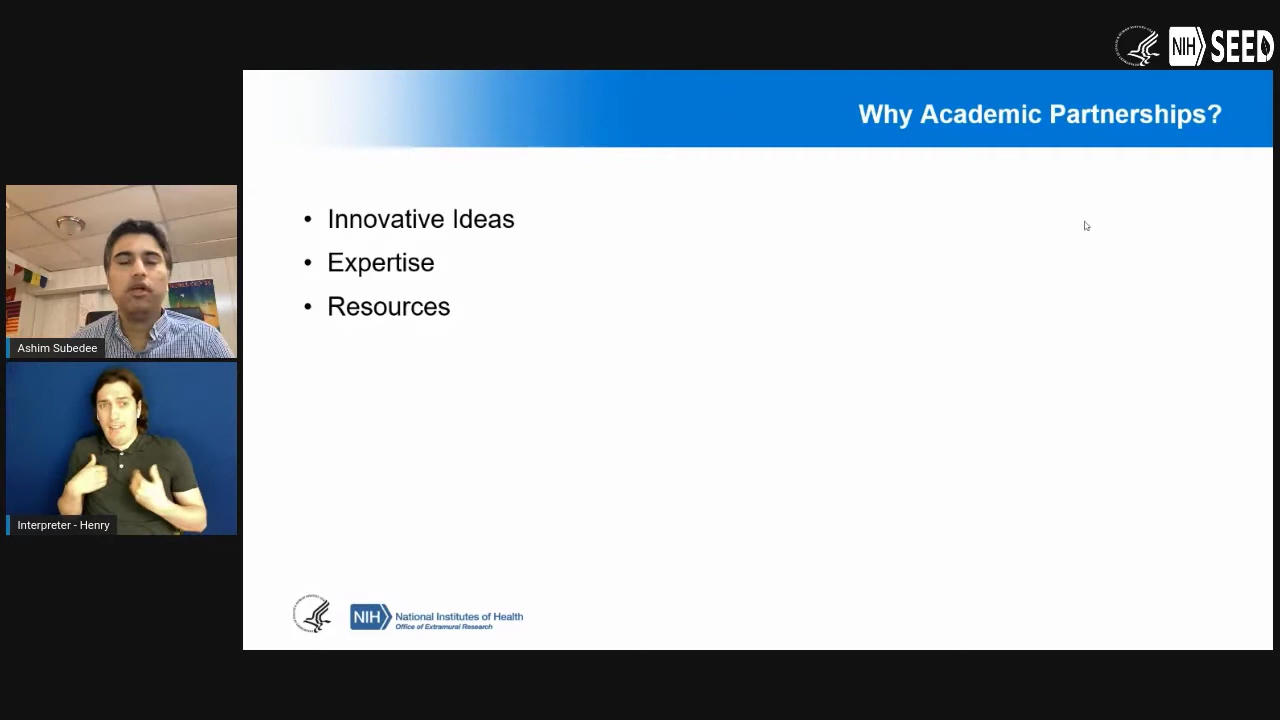 NIH SEED
Why Academic Partnerships?
• Innovative Ideas
• Expertise
• Resources
Ashim Subedee
Interpreter - Henry
NIH National Institutes of Health
Office of Extramural Research